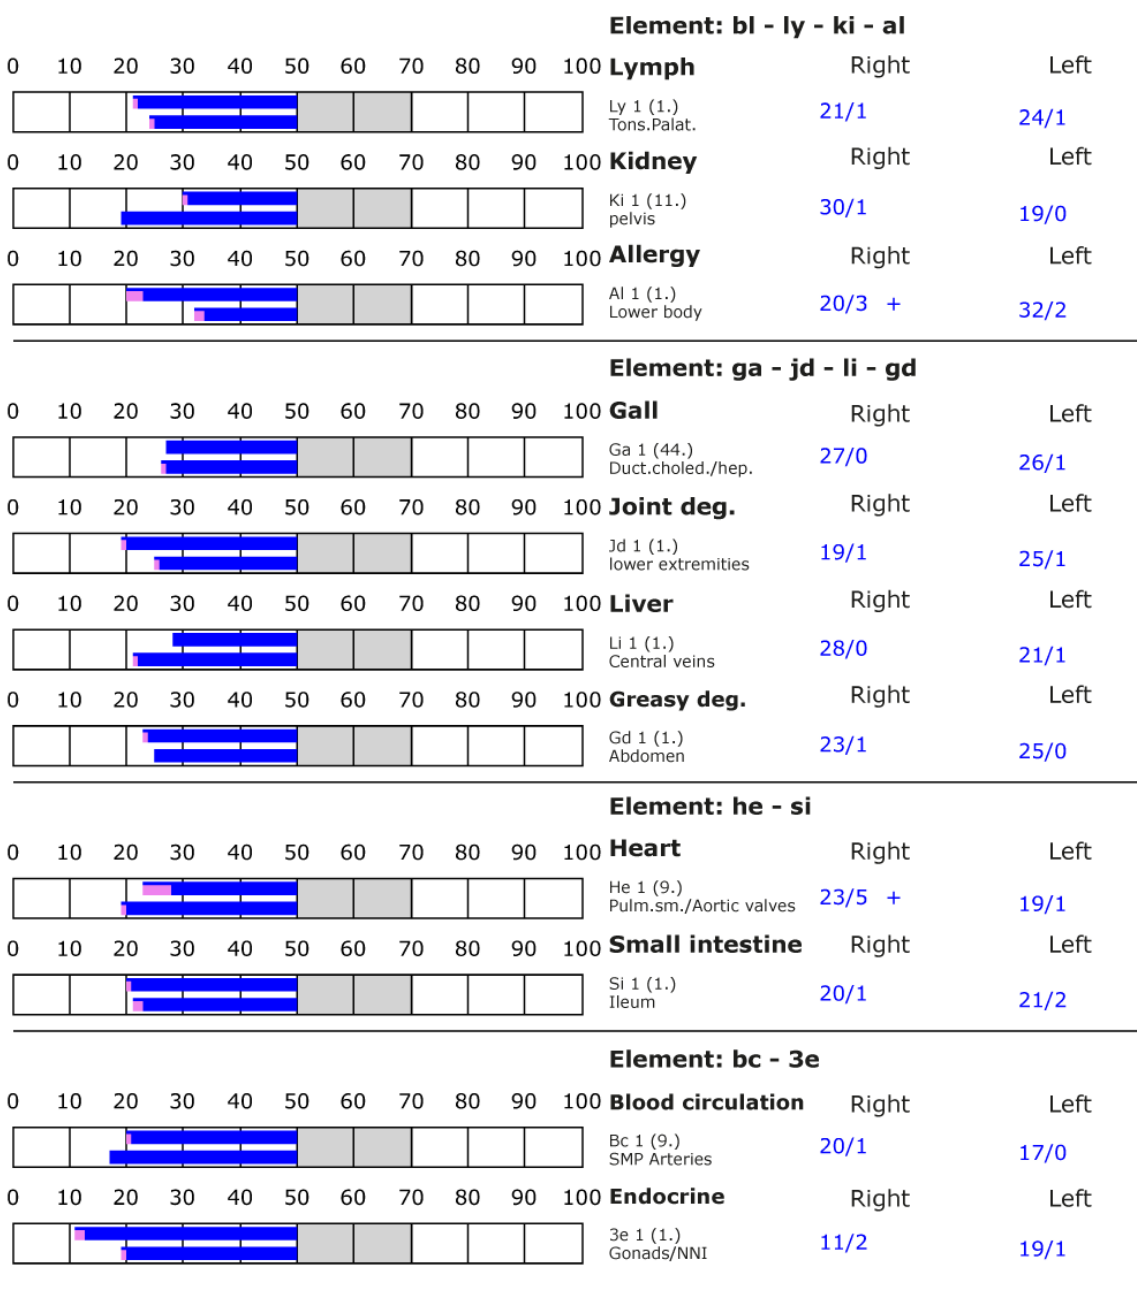 Element: bl - ly - ki - al
0 10 20 30 40 50 60 70 80 90 100 Lymph Right Left
Ly 1 (1.) 21/1 24/1
Tons.Palat.
0 10 20 30 40 50 60 70 80 90 100 Kidney Right Left
Ki 1 (11.) 30/1 19/0
pelvis
0 10 20 30 40 50 60 70 80 90 100 Allergy Right Left
Al 1 (1.) 20/3 + 32/2
Lower body
Element: ga - jd - li - gd
0 10 20 30 40 50 60 70 80 90 100 Gall Right Left
Ga 1 (44.) 27/0 26/1
Duct.choled./hep.
0 10 20 30 40 50 60 70 80 90 100 Joint deg. Right Left
Jd 1 (1.) 19/1 25/1
lower extremities
0 10 20 30 40 50 60 70 80 90 100 Liver Right Left
Li 1 (1.) 28/0 21/1
Central veins
0 10 20 30 40 50 60 70 80 90 100 Greasy deg. Right Left
Gd 1 (1.) 23/1 25/0
Abdomen
Element: he - si
0 10 20 30 40 50 60 70 80 90 100 Heart Right Left
He 1 (9.) 23/5 + 19/1
Pulm.sm./Aortic valves
0 10 20 30 40 50 60 70 80 90 100 Small intestine Right Left
Si 1 (1.) 20/1 21/2
Ileum
Element: bc - 3e
0 10 20 30 40 50 60 70 80 90 100 Blood circulation Right Left
Bc 1 (9.) 20/1 17/0
SMP Arteries
0 10 20 30 40 50 60 70 80 90 100 Endocrine Right Left
3e 1 (1.) 11/2 19/1
Gonads/NNI